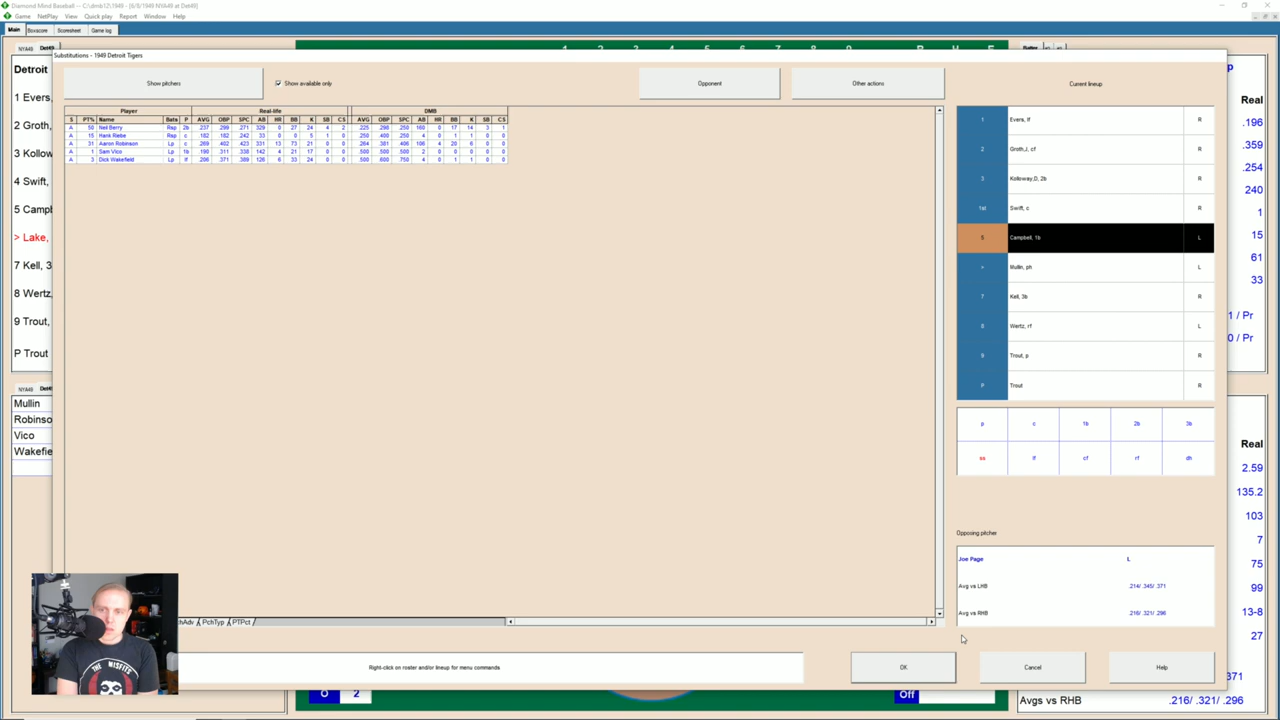 Diamond Mind Baseball -- C:\dmb12\1949 - [6/8/1949 NYA49 at Det49]
Game NetPlay View Quick play Report Window Help
Main Boxscore Scoresheet Game log
NYA49 Det49
Substitutions - 1949 Detroit Tigers
Show pitchers
Show available only
Opponent
Other actions
Current lineup
Player Real-life DMB
S PT% Name Bats P AVG OBP SPC AB HR BB K SB CS AVG OBP SPC AB HR BB K SB CS
A 50 Neil Berry Rsp 2b .237 .299 .271 329 0 27 24 4 2 .225 .298 .250 160 0 17 14 3 1
A 15 Hank Riebe Rsp c .182 .182 .242 33 0 0 5 1 0 .250 .400 .250 4 0 1 1 0 0
A 31 Aaron Robinson Lp c .269 .402 .423 331 13 73 21 0 0 .264 .381 .406 106 4 20 6 0 0
A 1 Sam Vico Lp 1b .190 .311 .338 142 4 21 17 0 0 .500 .500 .500 2 0 0 0 0 0
A 3 Dick Wakefield Lp lf .206 .371 .389 126 6 33 24 0 0 .500 .600 .750 4 0 1 1 0 0
Detroit
1 Evers,
2 Groth,
3 Kollow
4 Swift,
5 Campb
> Lake,
7 Kell, 3
8 Wertz,
9 Trout,
P Trout
NYA49 Det4
Mullin
Robinso
Vico
Wakefie
1 Evers, lf R
2 Groth,J, cf R
3 Kolloway,D, 2b R
1st Swift, c R
5 Campbell, 1b L
> Mullin, ph L
7 Kell, 3b R
8 Wertz, rf L
9 Trout, p R
P Trout R
p c 1b 2b 3b
ss lf cf rf dh
Opposing pitcher
Joe Page L
Avg vs LHB .214/ .345/ .371
Avg vs RHB .216/ .321/ .296
hAdv PchTyp PTPct
Right-click on roster and/or lineup for menu commands
OK
Cancel
Help
Real
.196
.359
.254
240
1
15
61
33
1 / Pr
0 / Pr
Real
2.59
135.2
103
7
75
99
13-8
27
371
Avgs vs RHB .216/ .321/ .296
O 2
Off
THE MISFITS